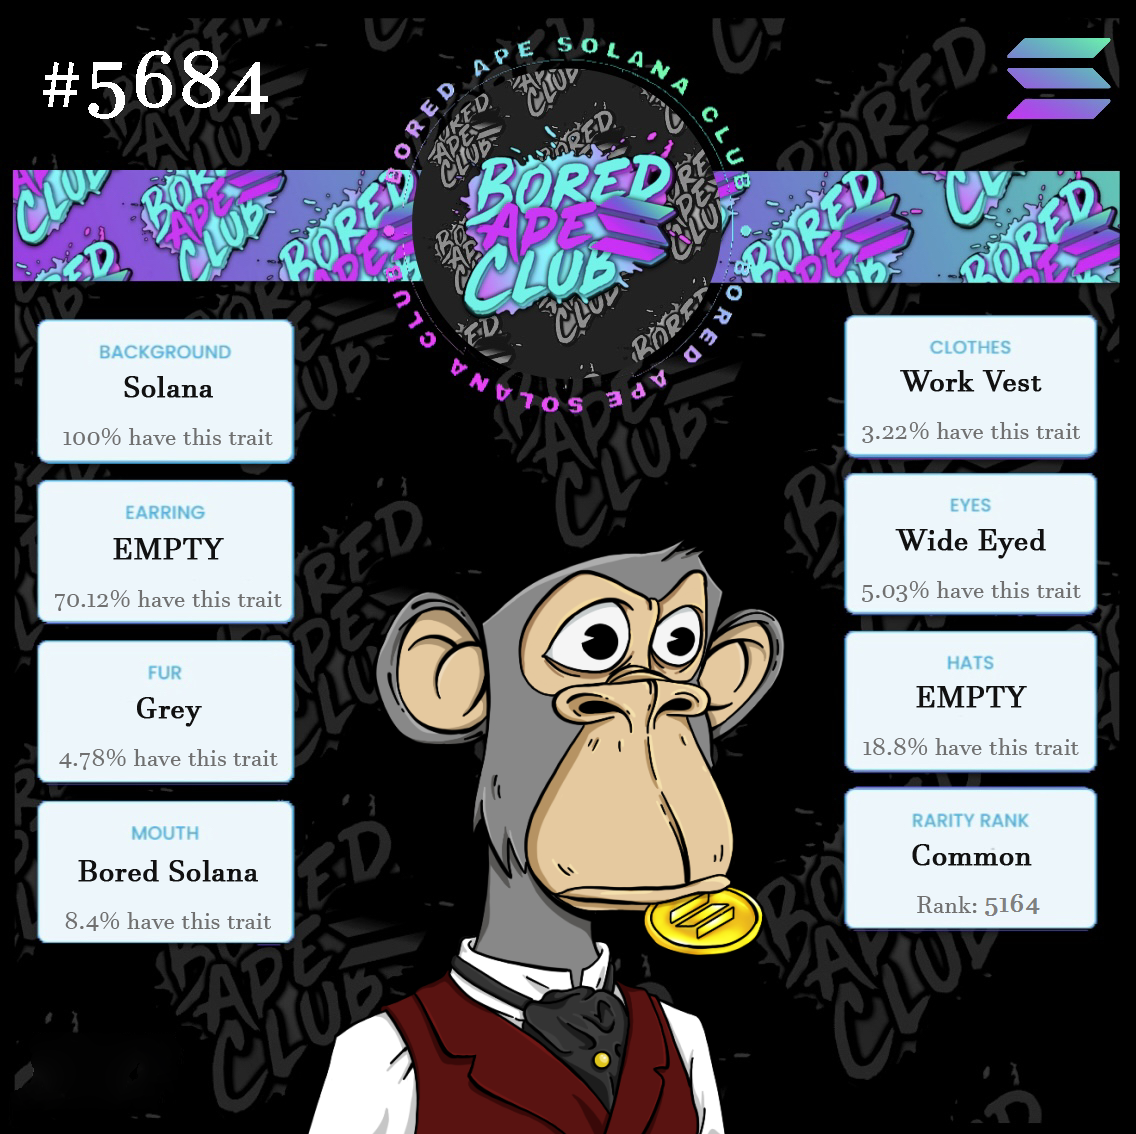 #5684
BORED APE SOLANA CLUB
BORED APE SOLANA CLUB
BORED
APE
CLUB
BACKGROUND
Solana
100% have this trait
EARRING
EMPTY
70.12% have this trait
FUR
Grey
4.78% have this trait
MOUTH
Bored Solana
8.4% have this trait
CLOTHES
Work Vest
3.22% have this trait
EYES
Wide Eyed
5.03% have this trait
HATS
EMPTY
18.8% have this trait
RARITY RANK
Common
Rank: 5164